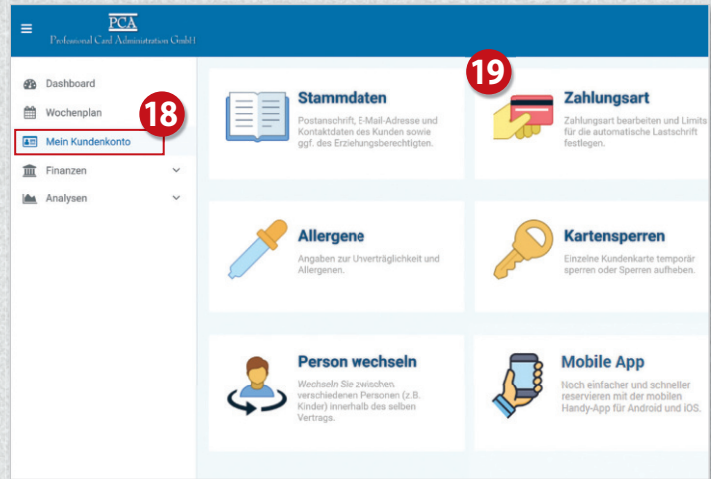 PCA
Professional Card Administration GmbH
Dashboard
Wochenplan
18
Mein Kundenkonto
Finanzen
Analysen
Stammdaten
Postanschrift, E-Mail-Adresse und
Kontaktdaten des Kunden sowie
ggf. des Erziehungsberechtigten.
19
Zahlungsart
Zahlungsart bearbeiten und Limits
für die automatische Lastschrift
festlegen.
Allergene
Angaben zur Unverträglichkeit und
Allergenen.
Kartensperren
Einzelne Kundenkarte temporär
sperren oder Sperren aufheben.
Person wechseln
Wechseln Sie zwischen
verschiedenen Personen (z.B.
Kinder) innerhalb des selben
Vertrags.
Mobile App
Noch einfacher und schneller
reservieren mit der mobilen
Handy-App für Android und iOS.